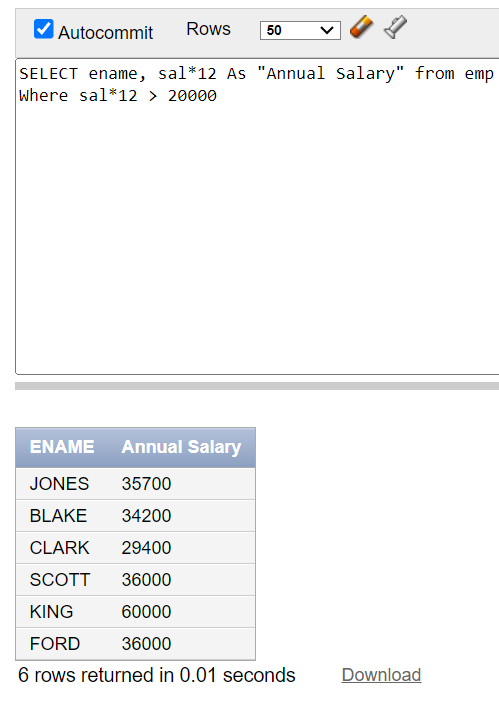 Autocommit Rows 50
SELECT ename, sal*12 As "Annual Salary" from emp
Where sal*12 > 20000
ENAME Annual Salary
JONES 35700
BLAKE 34200
CLARK 29400
SCOTT 36000
KING 60000
FORD 36000
6 rows returned in 0.01 seconds Download